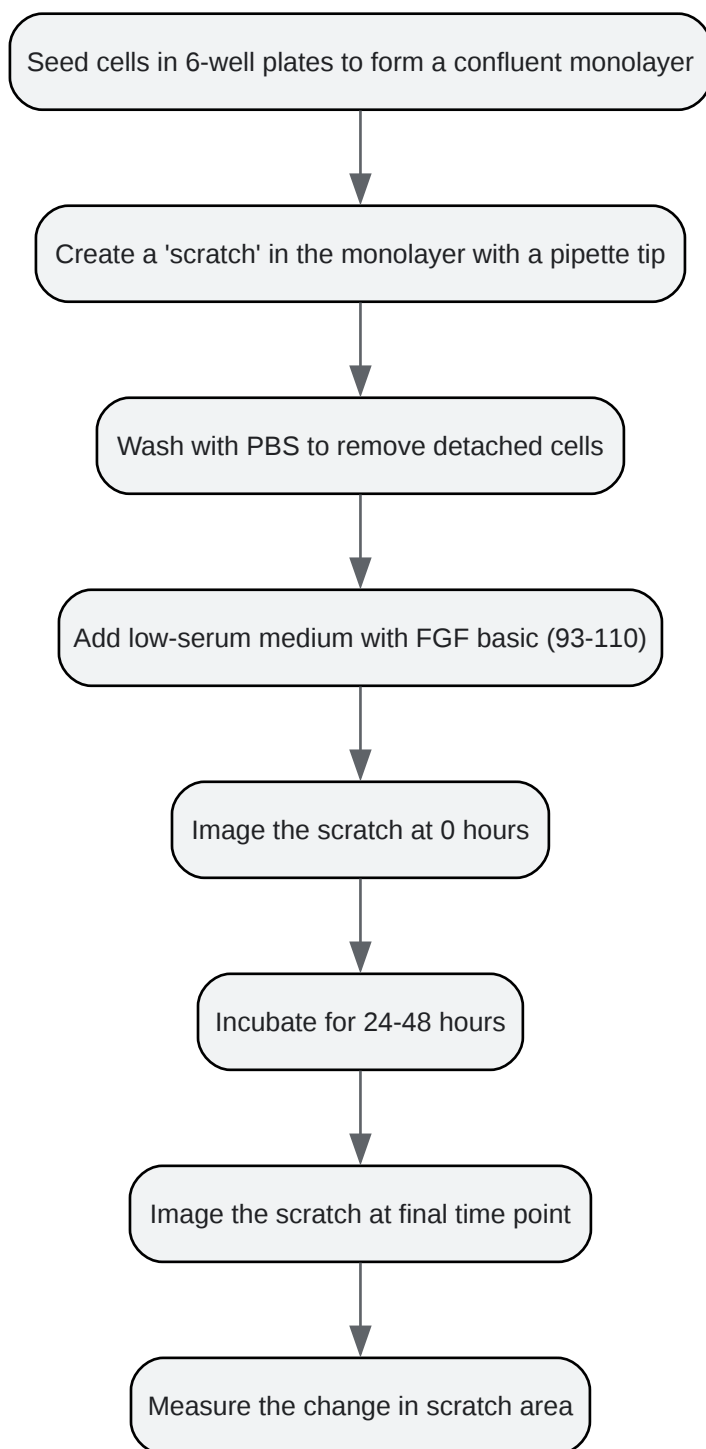 Seed cells in 6-well plates to form a confluent monolayer
Create a 'scratch' in the monolayer with a pipette tip
Wash with PBS to remove detached cells
Add low-serum medium with FGF basic (93-110)
Image the scratch at 0 hours
Incubate for 24-48 hours
Image the scratch at final time point
Measure the change in scratch area